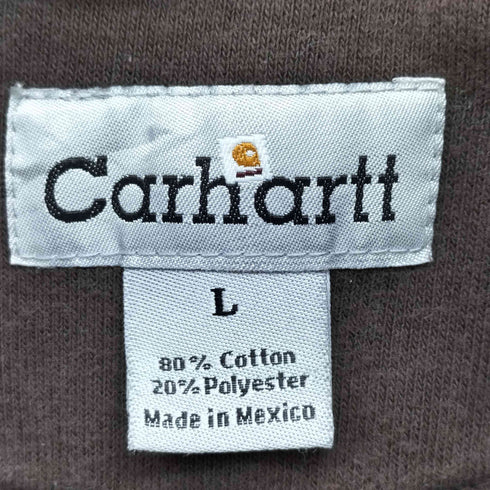 Carhartt
L
80% Cotton
20% Polyester
Made in Mexico